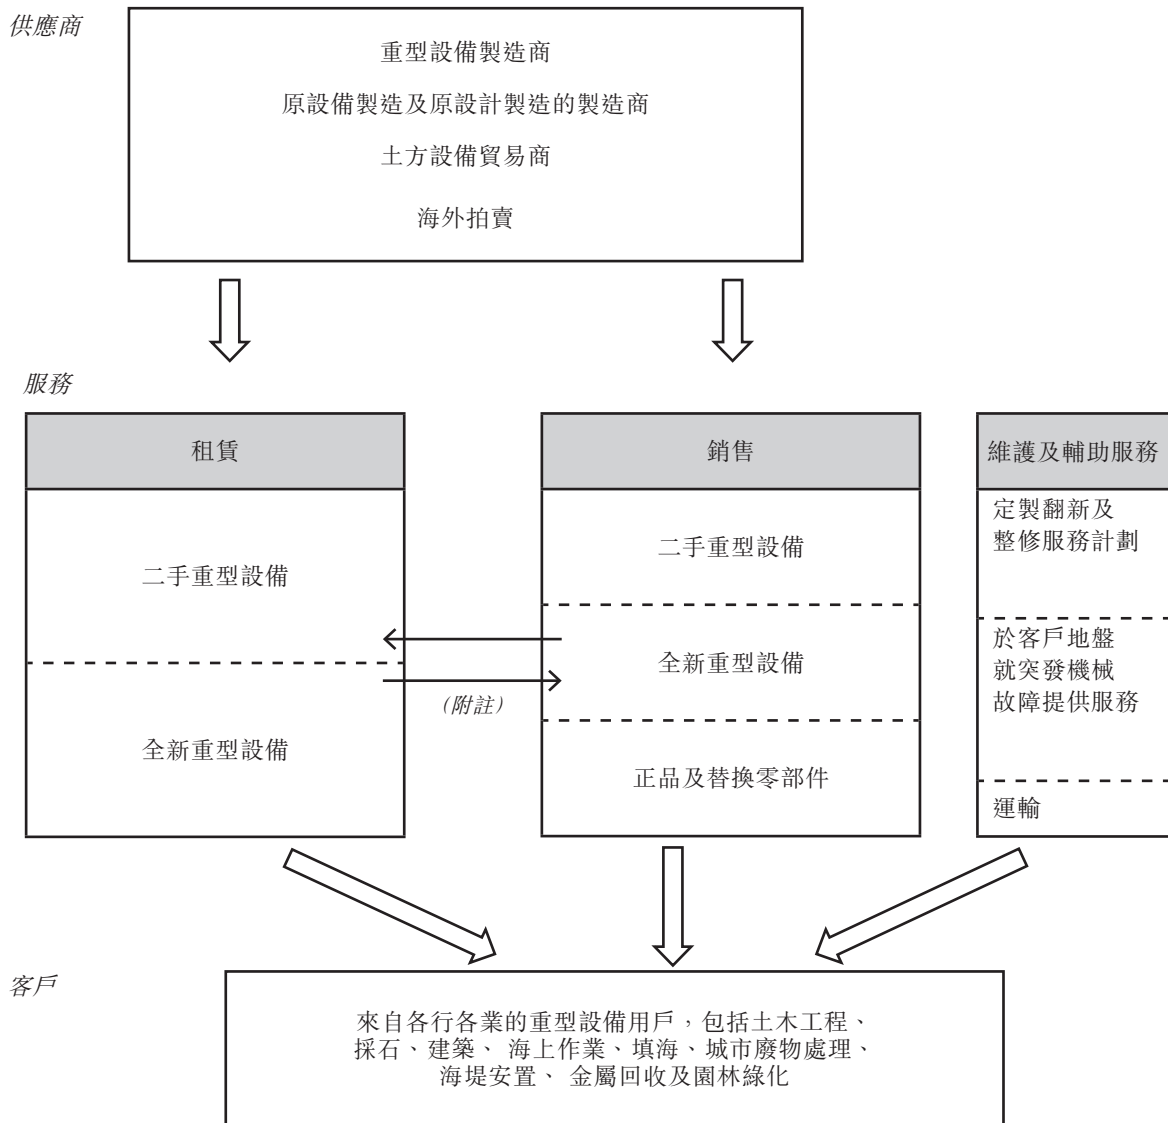 供應商
重型設備製造商
原設備製造及原設計製造的製造商
土方設備貿易商
海外拍賣
服務
租賃
二手重型設備
全新重型設備
(附註)
銷售
二手重型設備
全新重型設備
正品及替換零部件
維護及輔助服務
定製翻新及
整修服務計劃
於客戶地盤
就突發機械
故障提供服務
運輸
客戶
來自各行各業的重型設備用戶，包括土木工程、
採石、建築、海上作業、填海、城市廢物處理、
海堤安置、金屬回收及園林綠化